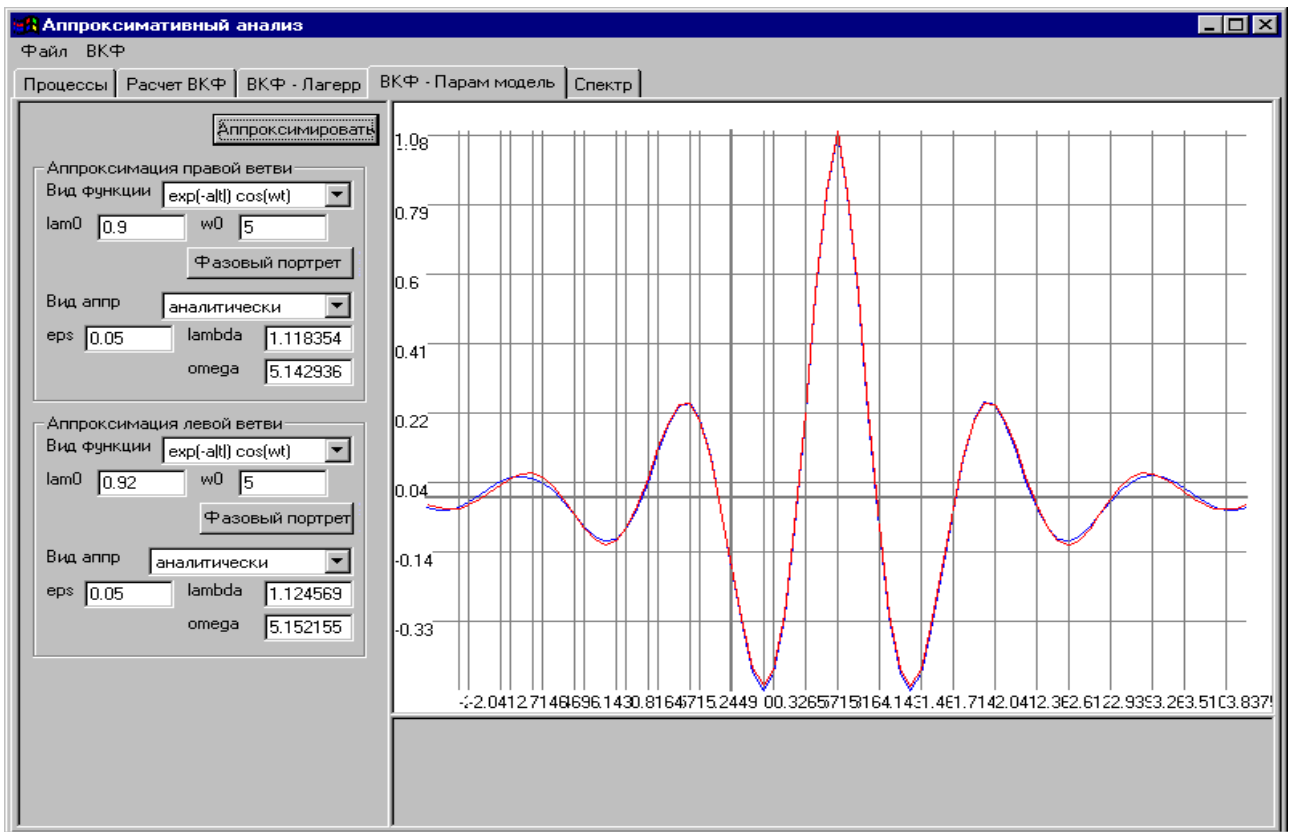 Аппроксимативный анализ
Файл ВКФ
Процессы Расчет ВКФ ВКФ - Лагерр ВКФ - Парам модель Спектр
Аппроксимировать
Аппроксимация правой ветви
Вид функции exp(-a|t|) cos(wt)
lam0 0.9 w0 5
Фазовый портрет
Вид аппр аналитически
eps 0.05 lambda 1.118354
omega 5.142936
Аппроксимация левой ветви
Вид функции exp(-a|t|) cos(wt)
lam0 0.92 w0 5
Фазовый портрет
Вид аппр аналитически
eps 0.05 lambda 1.124569
omega 5.152155
0.79
0.6
0.41
0.22
0.04
-0.14
-0.33